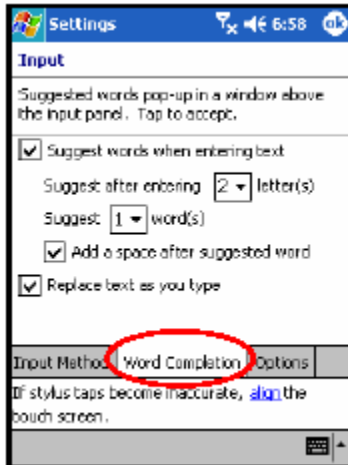 Settings 6:58 ok
Input
Suggested words pop-up in a window above
the input panel. Tap to accept.
Suggest words when entering text
Suggest after entering 2 letter(s)
Suggest 1 word(s)
Add a space after suggested word
Replace text as you type
Input Method Word Completion Options
If stylus taps become inaccurate, align the
touch screen.